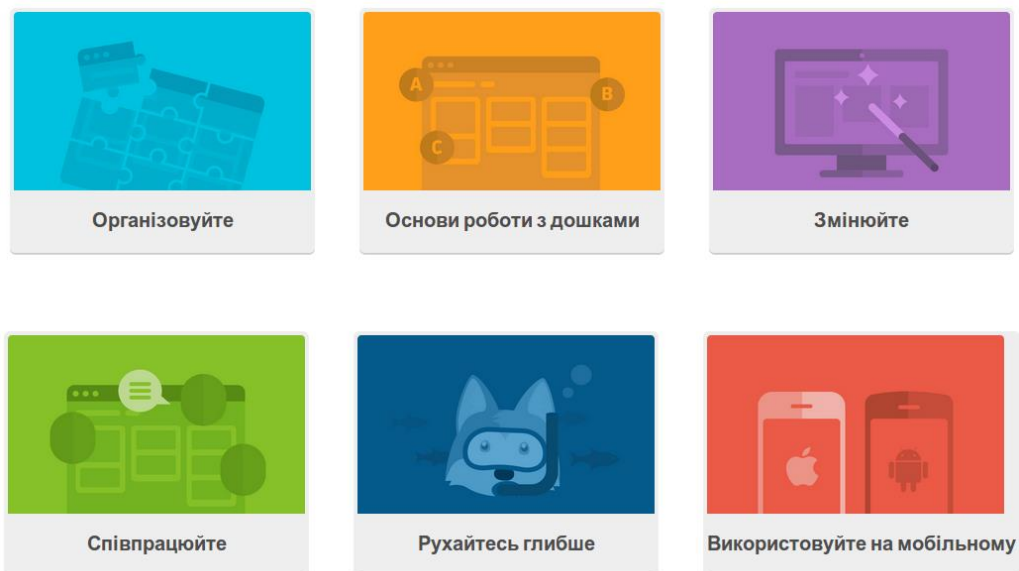 A
B
C
Організовуйте
Основи роботи з дошками
Змінюйте
Співпрацюйте
Рухайтесь глибше
Використовуйте на мобільному